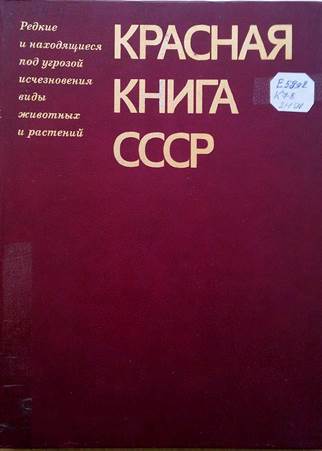 Редкие
и находящиеся
под угрозой
исчезновения
виды
животных
и растений
КРАСНАЯ
КНИГА
СССР